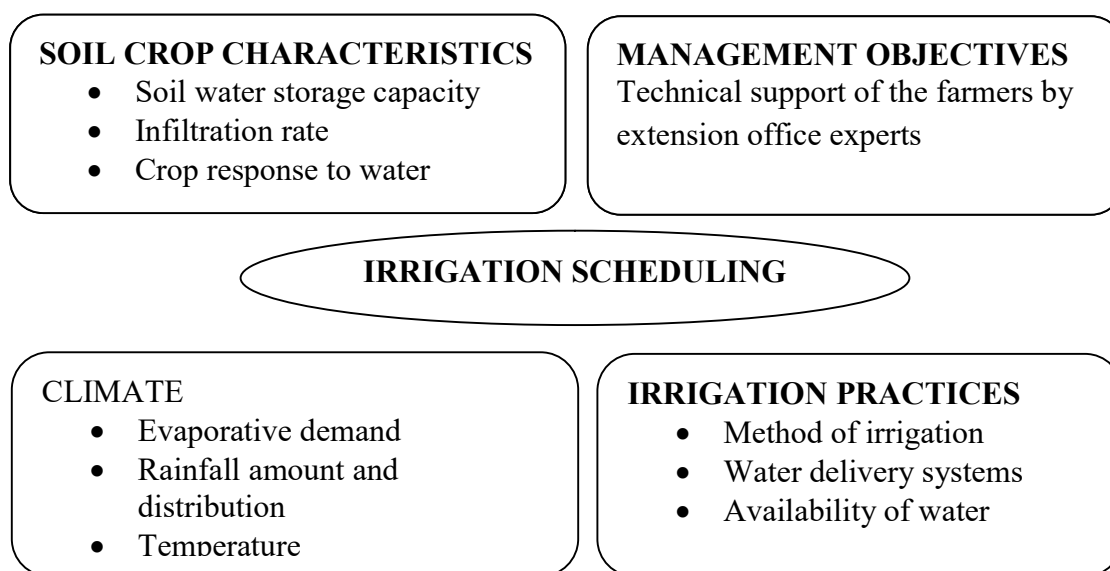 SOIL CROP CHARACTERISTICS
• Soil water storage capacity
• Infiltration rate
• Crop response to water
MANAGEMENT OBJECTIVES
Technical support of the farmers by
extension office experts
IRRIGATION SCHEDULING
CLIMATE
• Evaporative demand
• Rainfall amount and
distribution
• Temperature
IRRIGATION PRACTICES
• Method of irrigation
• Water delivery systems
• Availability of water